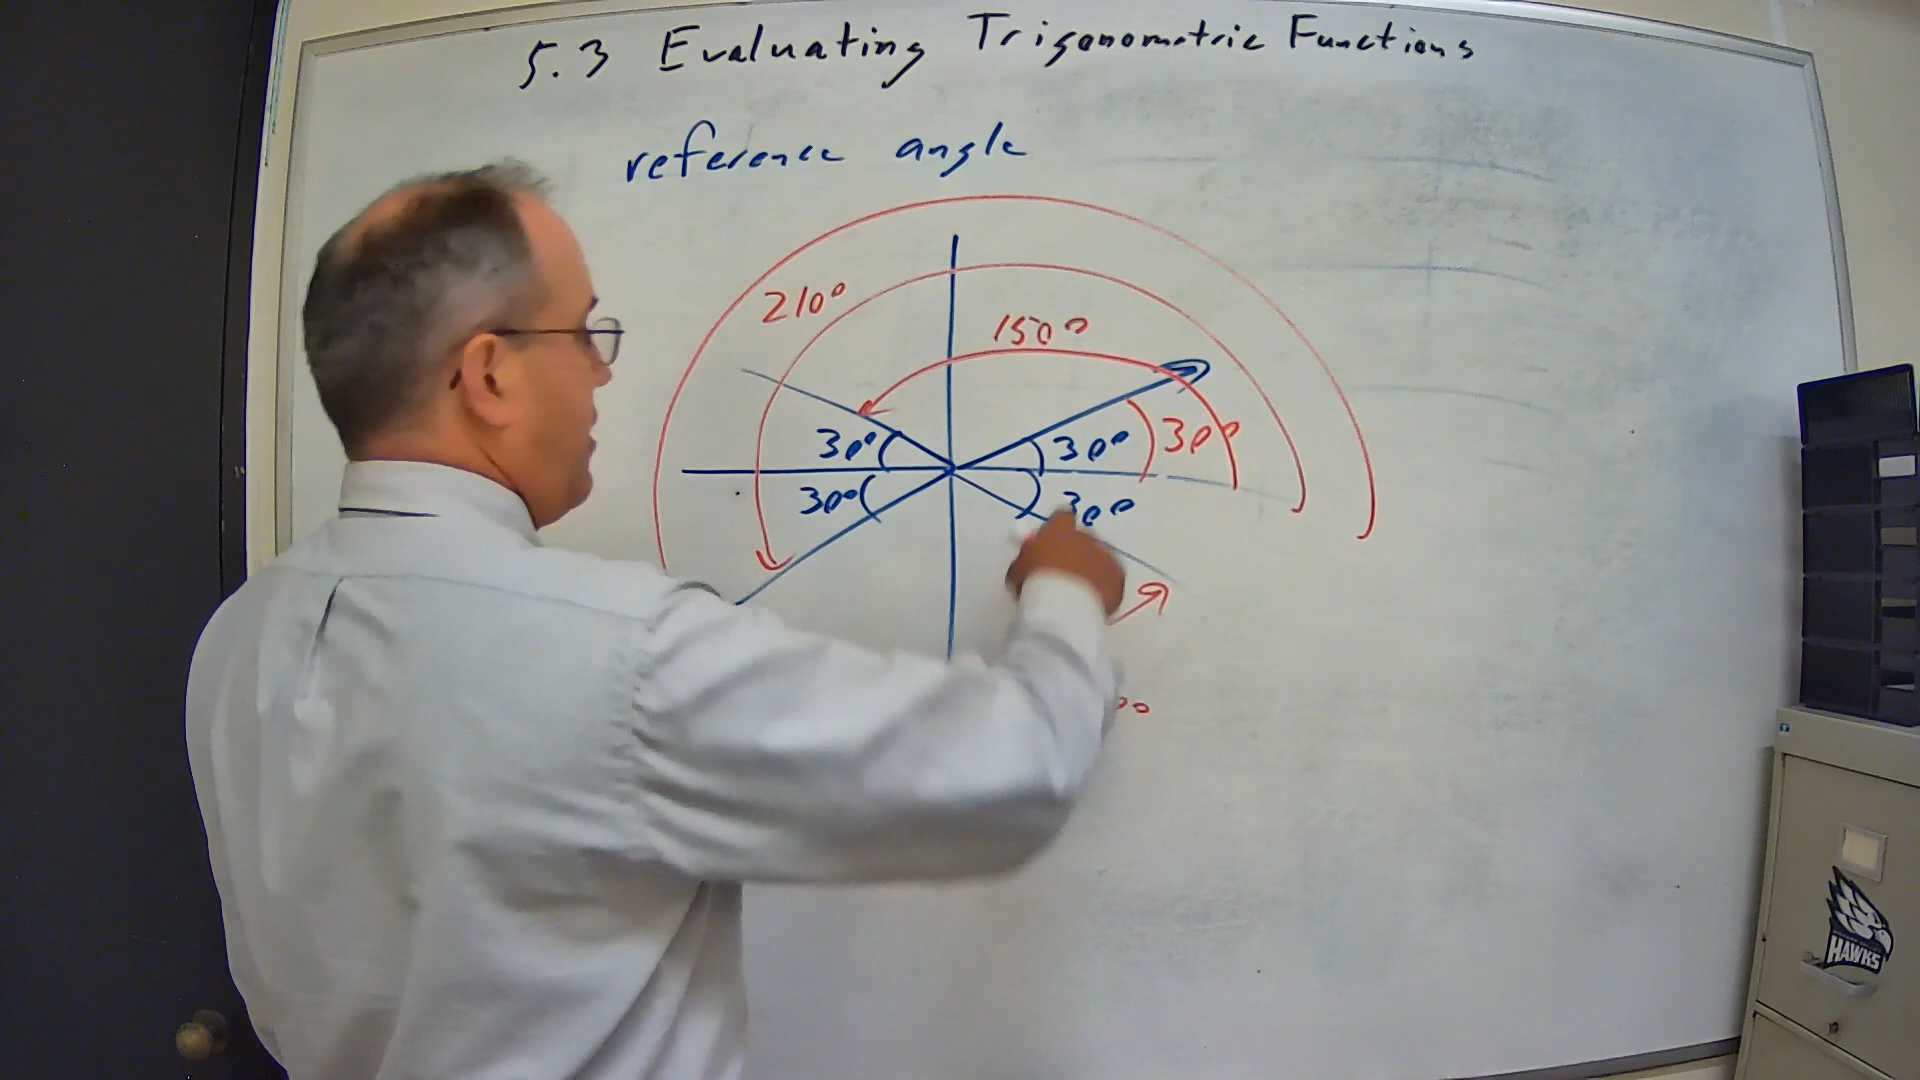 5.3 Evaluating Trigonometric Functions
reference angle
210°
150°
30° 30° 30°
30° 30°
HAWKS